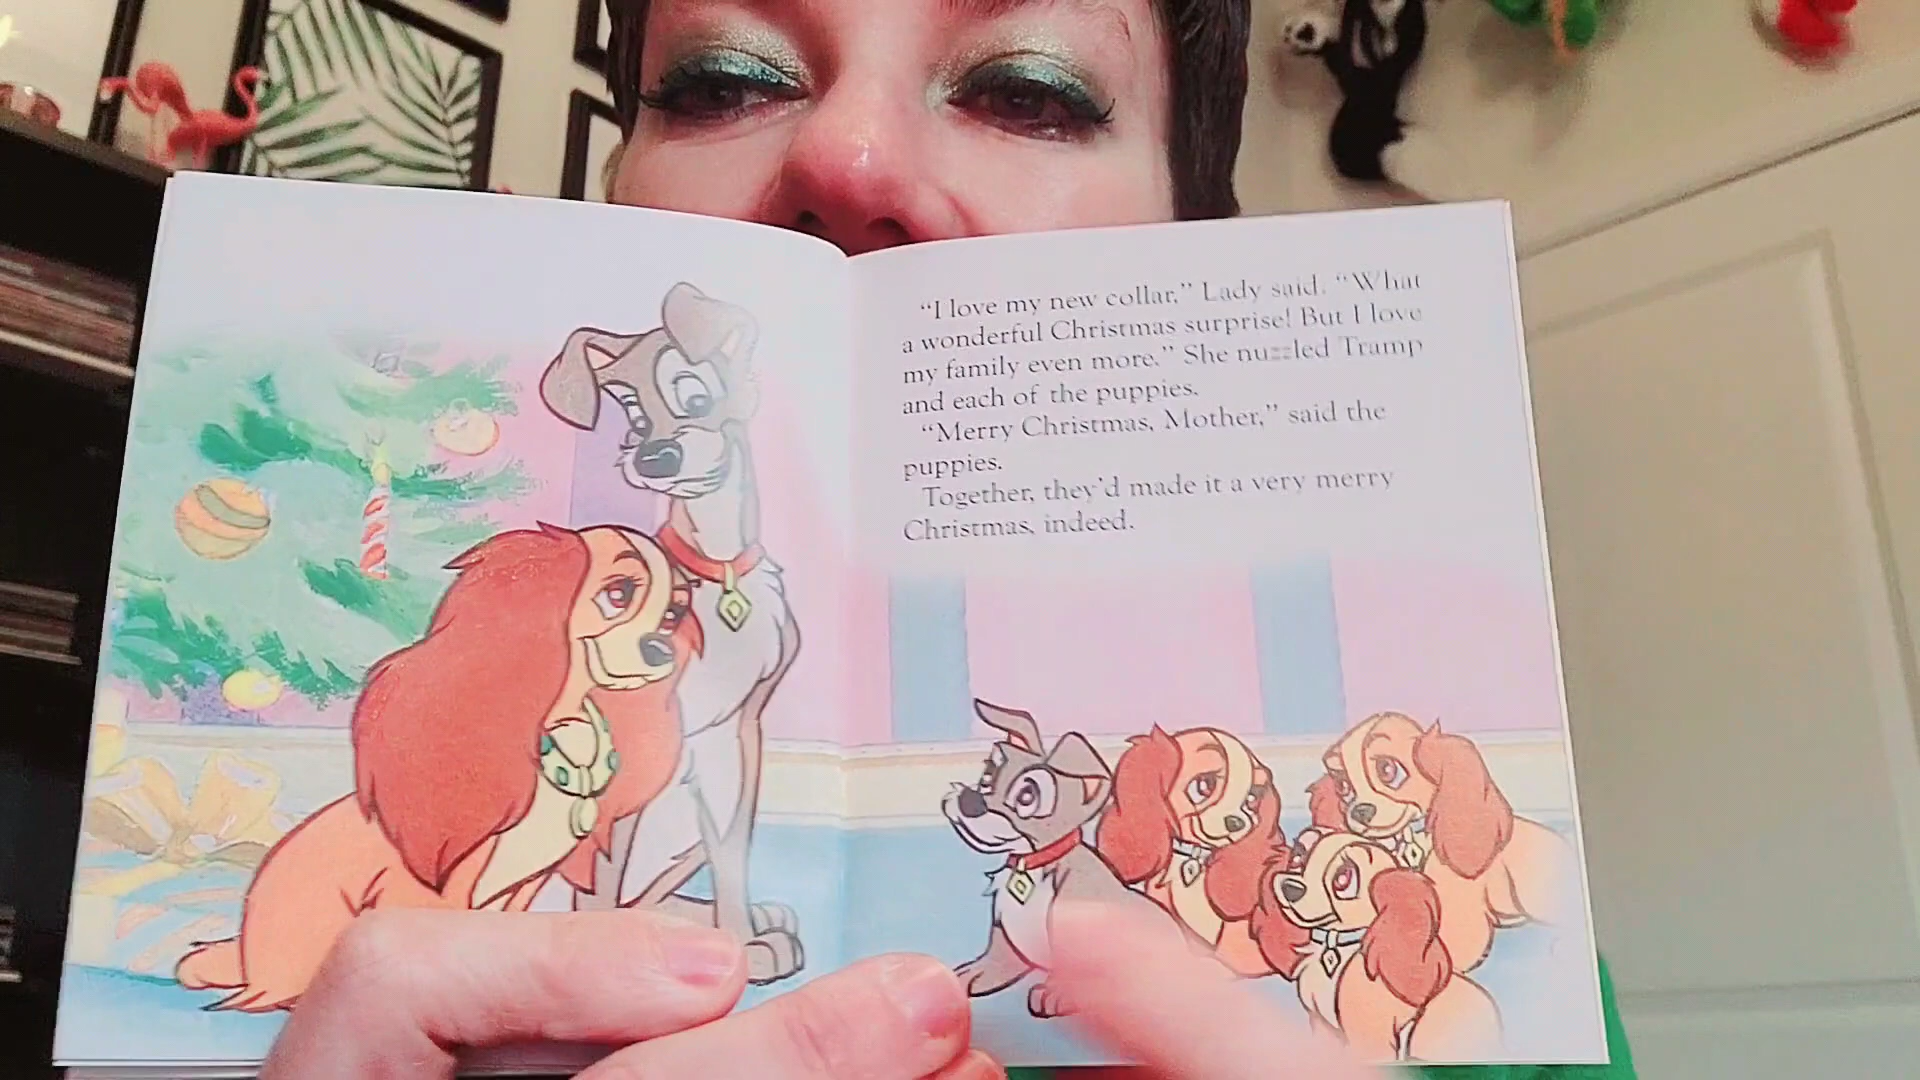 “I love my new collar,” Lady said. “What
a wonderful Christmas surprise! But I love
my family even more.” She nuzzled Tramp
and each of the puppies.
“Merry Christmas, Mother,” said the
puppies.
Together, they’d made it a very merry
Christmas, indeed.